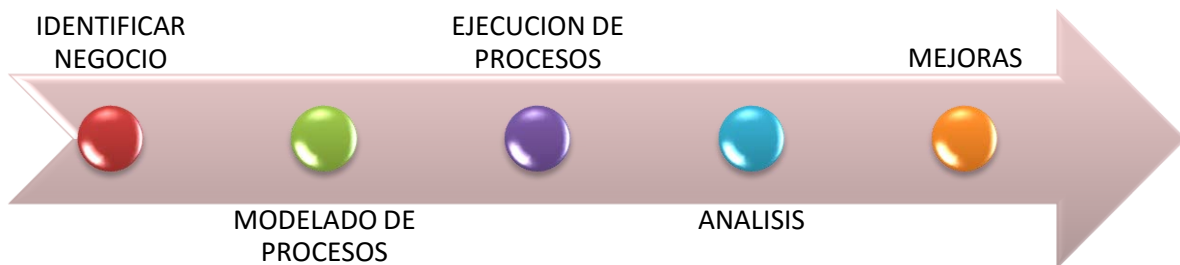 IDENTIFICAR
NEGOCIO
MODELADO DE
PROCESOS
EJECUCION DE
PROCESOS
ANALISIS
MEJORAS